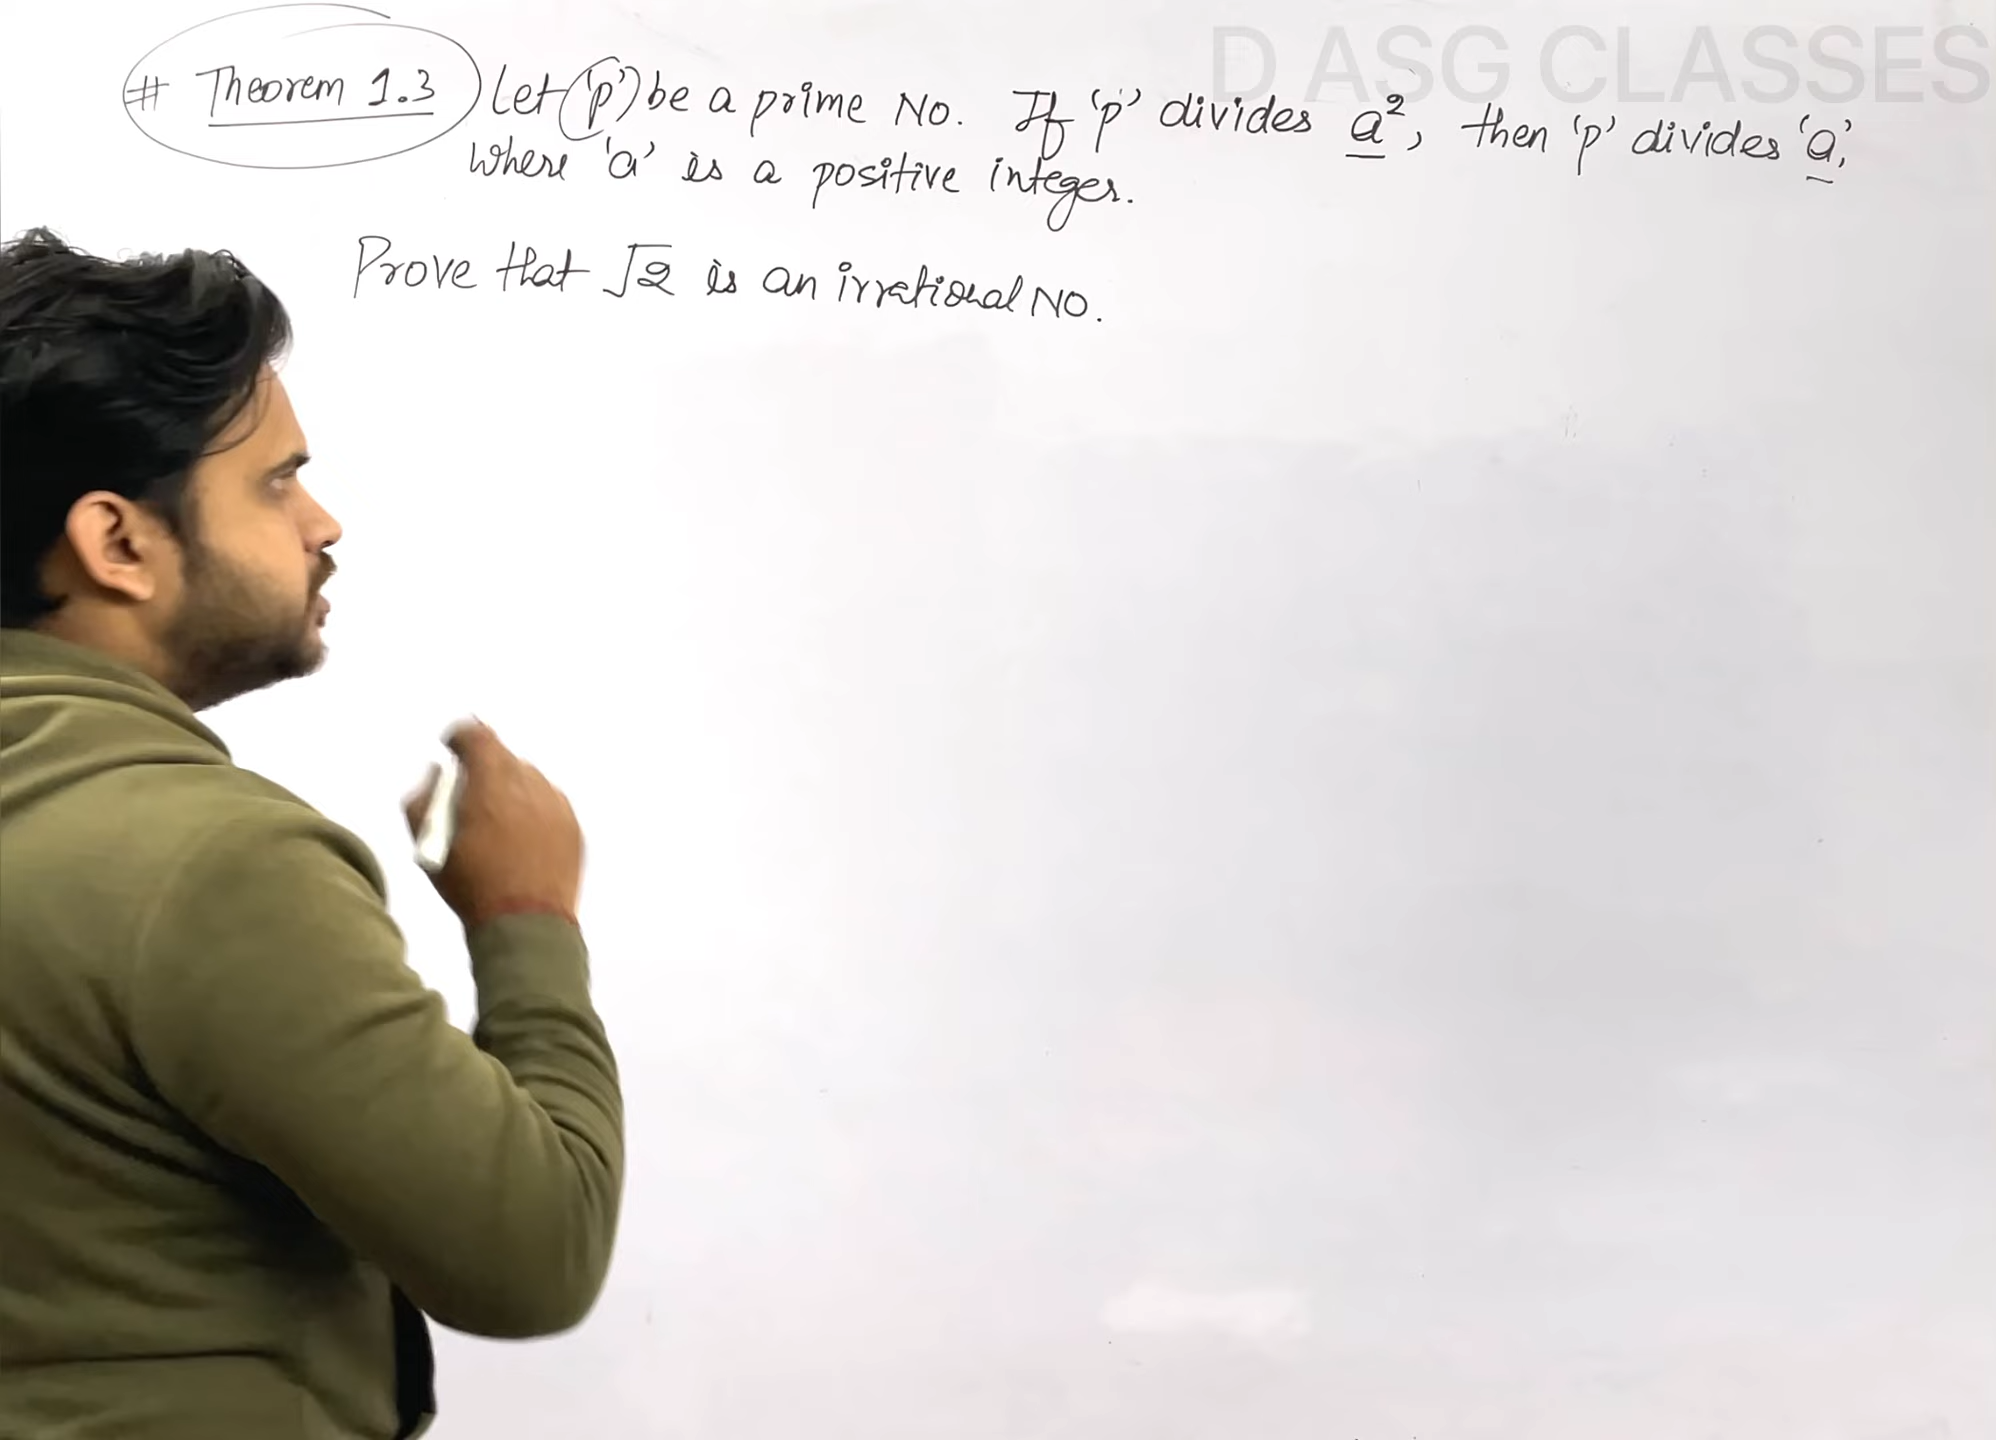 D ASG CLASSES
# Theorem 1.3 Let 'p' be a prime No. If 'p' divides a², then 'p' divides 'a',
where 'a' is a positive integer.
Prove that √2 is an irrational NO.